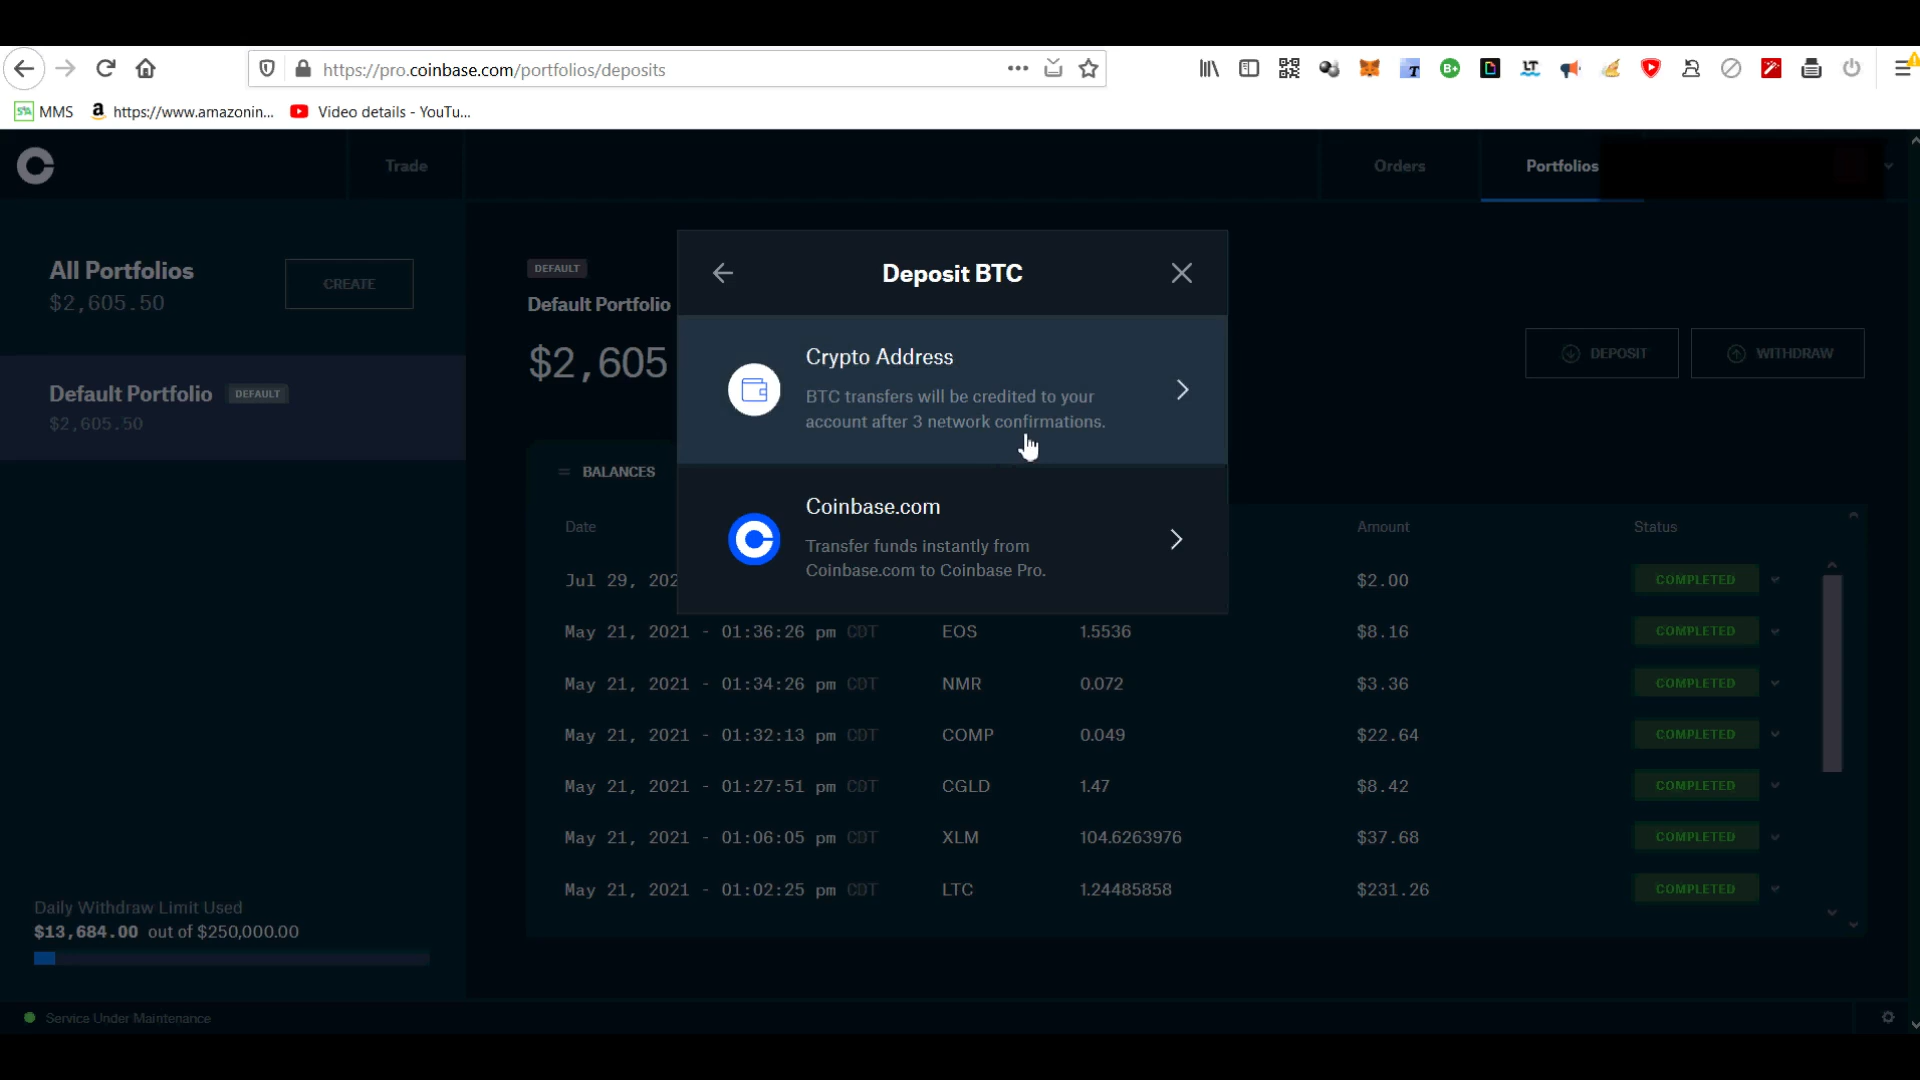 https://pro.coinbase.com/portfolios/deposits
MMS
https://www.amazonin...
Video details - YouTu...
Trade
Orders
Portfolios
All Portfolios
$2,605.50
CREATE
Default Portfolio DEFAULT
$2,605.50
DEFAULT
Default Portfolio
$2,605
DEPOSIT
WITHDRAW
Deposit BTC
Crypto Address
BTC transfers will be credited to your
account after 3 network confirmations.
Coinbase.com
Transfer funds instantly from
Coinbase.com to Coinbase Pro.
BALANCES
Date Amount Status
Jul 29, 202 $2.00 COMPLETED
May 21, 2021 - 01:36:26 pm CDT EOS 1.5536 $8.16 COMPLETED
May 21, 2021 - 01:34:26 pm CDT NMR 0.072 $3.36 COMPLETED
May 21, 2021 - 01:32:13 pm CDT COMP 0.049 $22.64 COMPLETED
May 21, 2021 - 01:27:51 pm CDT CGLD 1.47 $8.42 COMPLETED
May 21, 2021 - 01:06:05 pm CDT XLM 104.6263976 $37.68 COMPLETED
May 21, 2021 - 01:02:25 pm CDT LTC 1.24485858 $231.26 COMPLETED
Daily Withdraw Limit Used
$13,684.00 out of $250,000.00
Service Under Maintenance